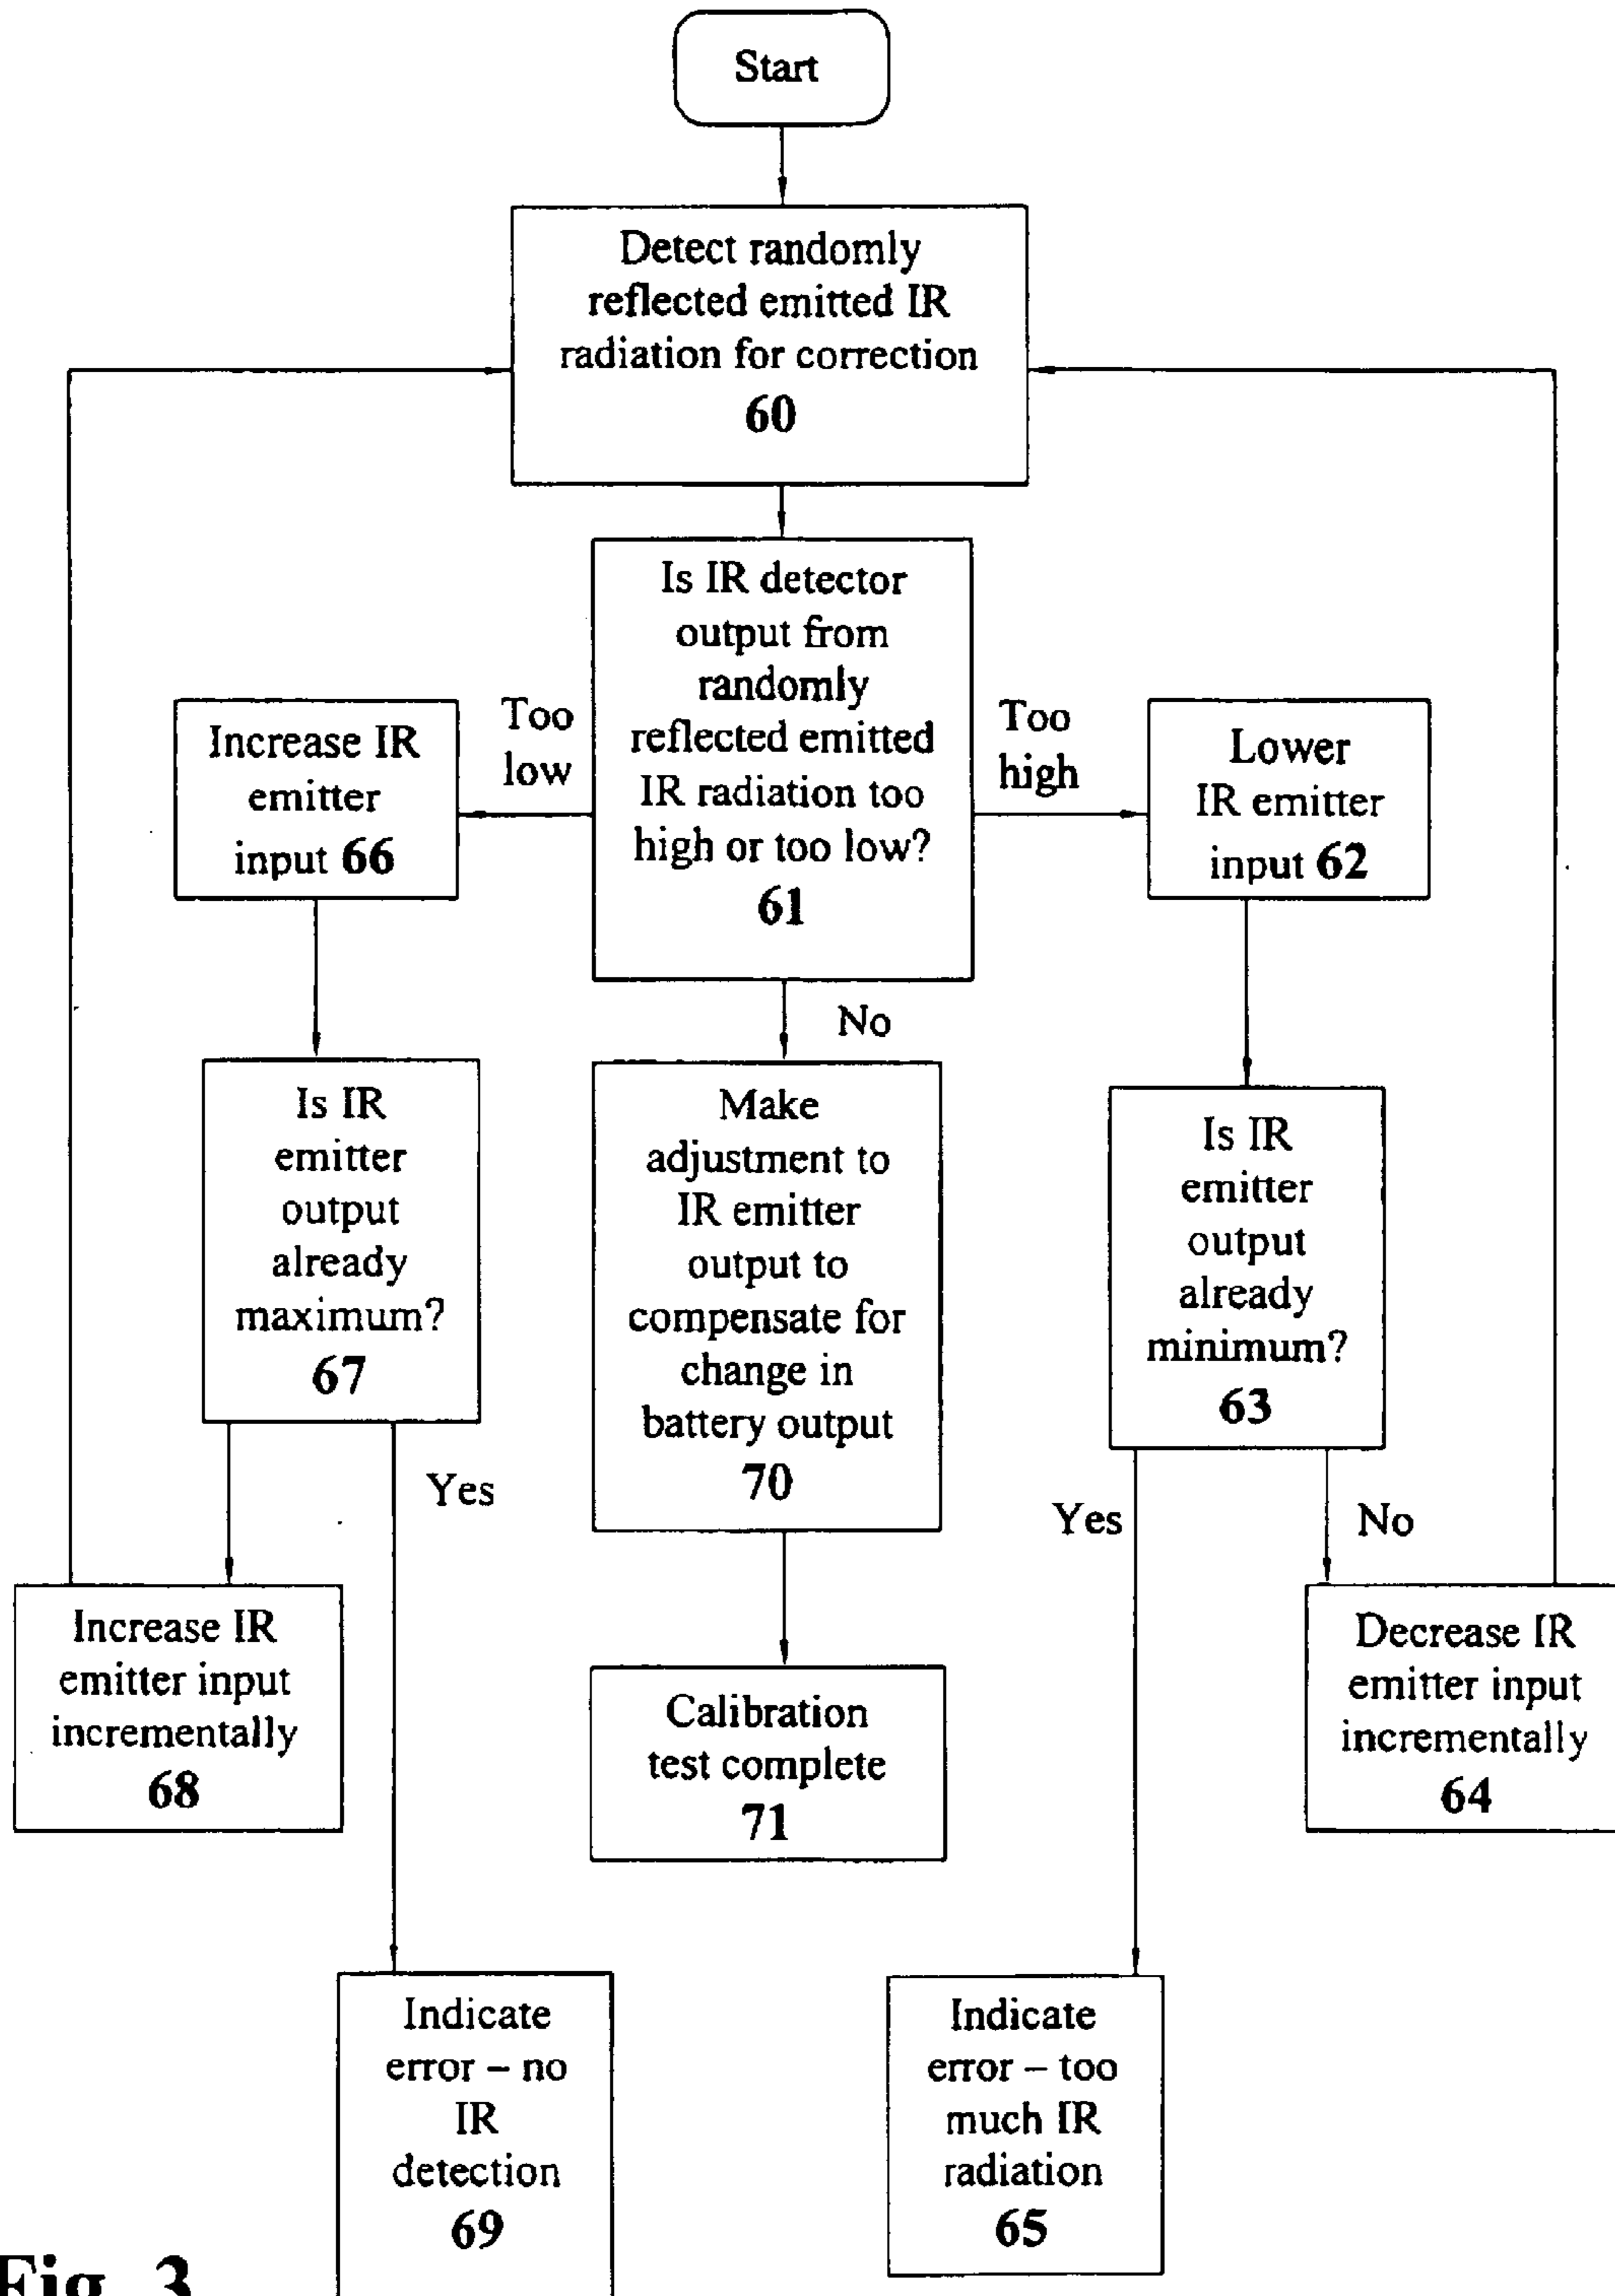 Start
Detect randomly
reflected emitted IR
radiation for correction
60
Is IR detector
output from
randomly
reflected emitted
IR radiation too
high or too low?
61
Too
low
Too
high
Increase IR
emitter
input 66
Lower
IR emitter
input 62
No
Is IR
emitter
output
already
maximum?
67
Make
adjustment to
IR emitter
output to
compensate for
change in
battery output
70
Is IR
emitter
output
already
minimum?
63
Yes
Yes
No
Increase IR
emitter input
incrementally
68
Calibration
test complete
71
Decrease IR
emitter input
incrementally
64
Indicate
error – no
IR
detection
69
Indicate
error – too
much IR
radiation
65
Fig. 3